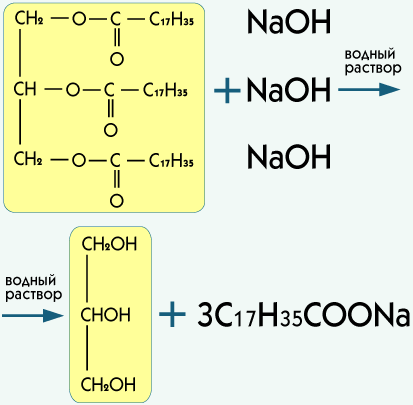 CH2 — O — C — C17H35 NaOH
O
CH — O — C — C17H35 + NaOH водный раствор
O
CH2 — O — C — C17H35 NaOH
O
водный
раствор
CH2OH
CHOH + 3C17H35COONa
CH2OH